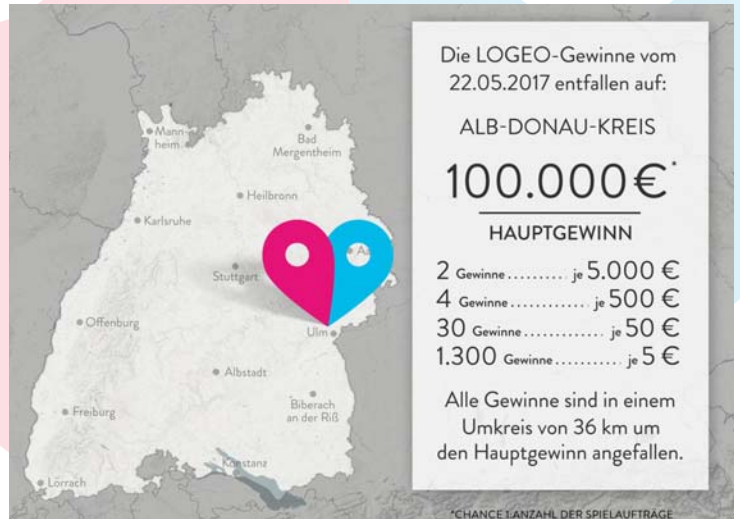 Die LOGEO-Gewinne vom
22.05.2017 entfallen auf:
ALB-DONAU-KREIS
100.000€*
HAUPTGEWINN
2 Gewinne.......... je 5.000 €
4 Gewinne............. je 500 €
30 Gewinne............. je 50 €
1.300 Gewinne............ je 5 €
Alle Gewinne sind in einem
Umkreis von 36 km um
den Hauptgewinn angefallen.
*CHANCE 1:ANZAHL DER SPIELAUFTRÄGE
Mann-
heim
Bad
Mergentheim
Heilbronn
Karlsruhe
Stuttgart
Offenburg
Ulm
Albstadt
Biberach
an der Riß
Freiburg
Konstanz
Lörrach